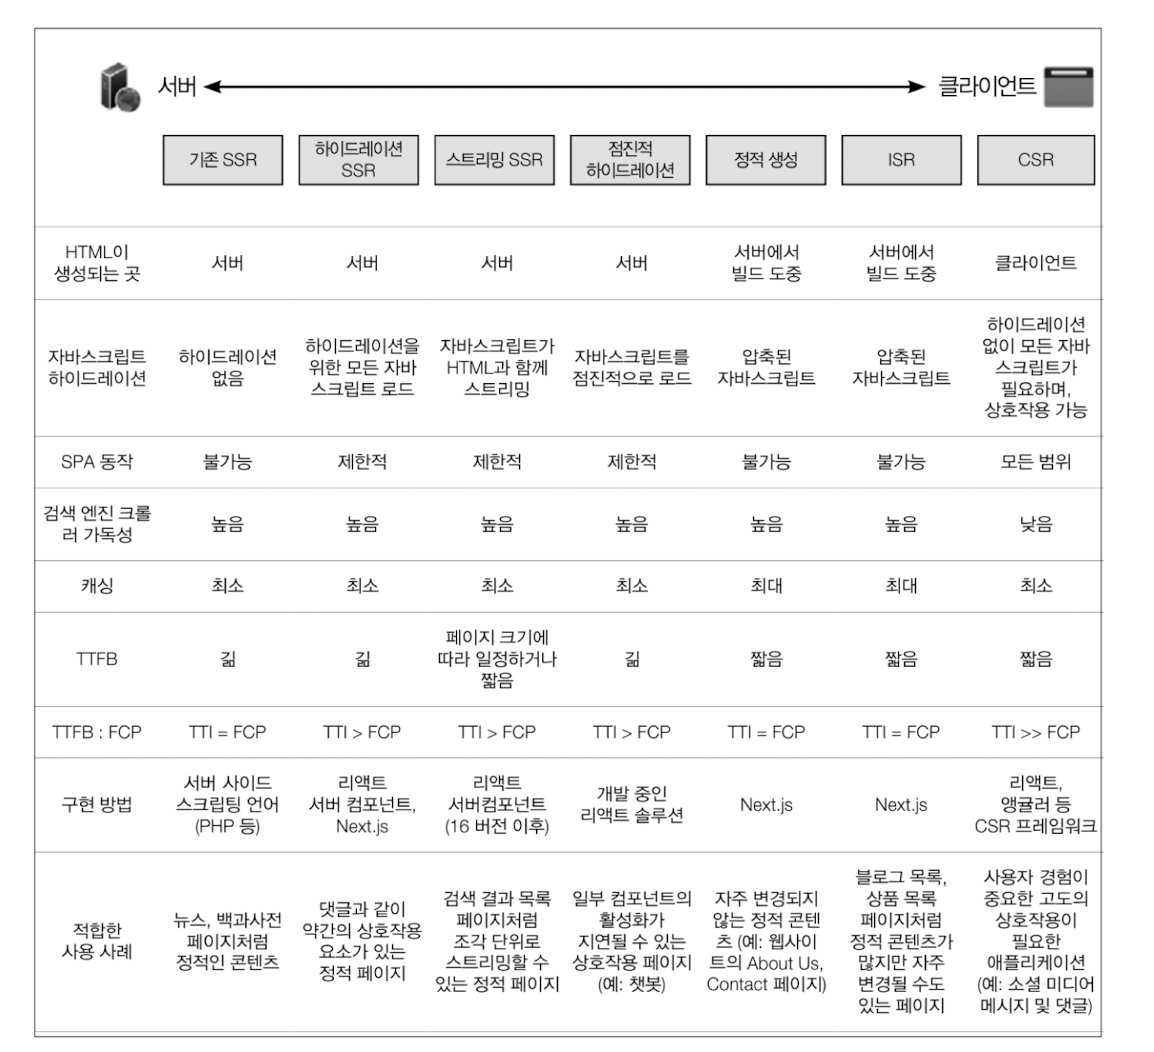 서버
클라이언트
기존 SSR
하이드레이션
SSR
스트리밍 SSR
점진적
하이드레이션
정적 생성
ISR
CSR
HTML이
생성되는 곳
서버
서버
서버
서버
서버에서
빌드 도중
서버에서
빌드 도중
클라이언트
자바스크립트
하이드레이션
하이드레이션
없음
하이드레이션을
위한 모든 자바
스크립트 로드
자바스크립트가
HTML과 함께
스트리밍
자바스크립트를
점진적으로 로드
압축된
자바스크립트
압축된
자바스크립트
하이드레이션
없이 모든 자바
스크립트가
필요하며,
상호작용 가능
SPA 동작
불가능
제한적
제한적
제한적
불가능
불가능
모든 범위
검색 엔진 크롤
러 가독성
높음
높음
높음
높음
높음
높음
낮음
캐싱
최소
최소
최소
최소
최대
최대
최소
TTFB
긺
긺
페이지 크기에
따라 일정하거나
짧음
긺
짧음
짧음
짧음
TTFB : FCP
TTI = FCP
TTI > FCP
TTI > FCP
TTI > FCP
TTI = FCP
TTI = FCP
TTI >> FCP
구현 방법
서버 사이드
스크립팅 언어
(PHP 등)
리액트
서버 컴포넌트,
Next.js
리액트
서버컴포넌트
(16 버전 이후)
개발 중인
리액트 솔루션
Next.js
Next.js
리액트,
앵귤러 등
CSR 프레임워크
적합한
사용 사례
뉴스, 백과사전
페이지처럼
정적인 콘텐츠
댓글과 같이
약간의 상호작용
요소가 있는
정적 페이지
검색 결과 목록
페이지처럼
조각 단위로
스트리밍할 수
있는 정적 페이지
일부 컴포넌트의
활성화가
지연될 수 있는
상호작용 페이지
(예: 챗봇)
자주 변경되지
않는 정적 콘텐
츠 (예: 웹사이
트의 About Us,
Contact 페이지)
블로그 목록,
상품 목록
페이지처럼
정적 콘텐츠가
많지만 자주
변경될 수도
있는 페이지
사용자 경험이
중요한 고도의
상호작용이
필요한
애플리케이션
(예: 소셜 미디어
메시지 및 댓글)